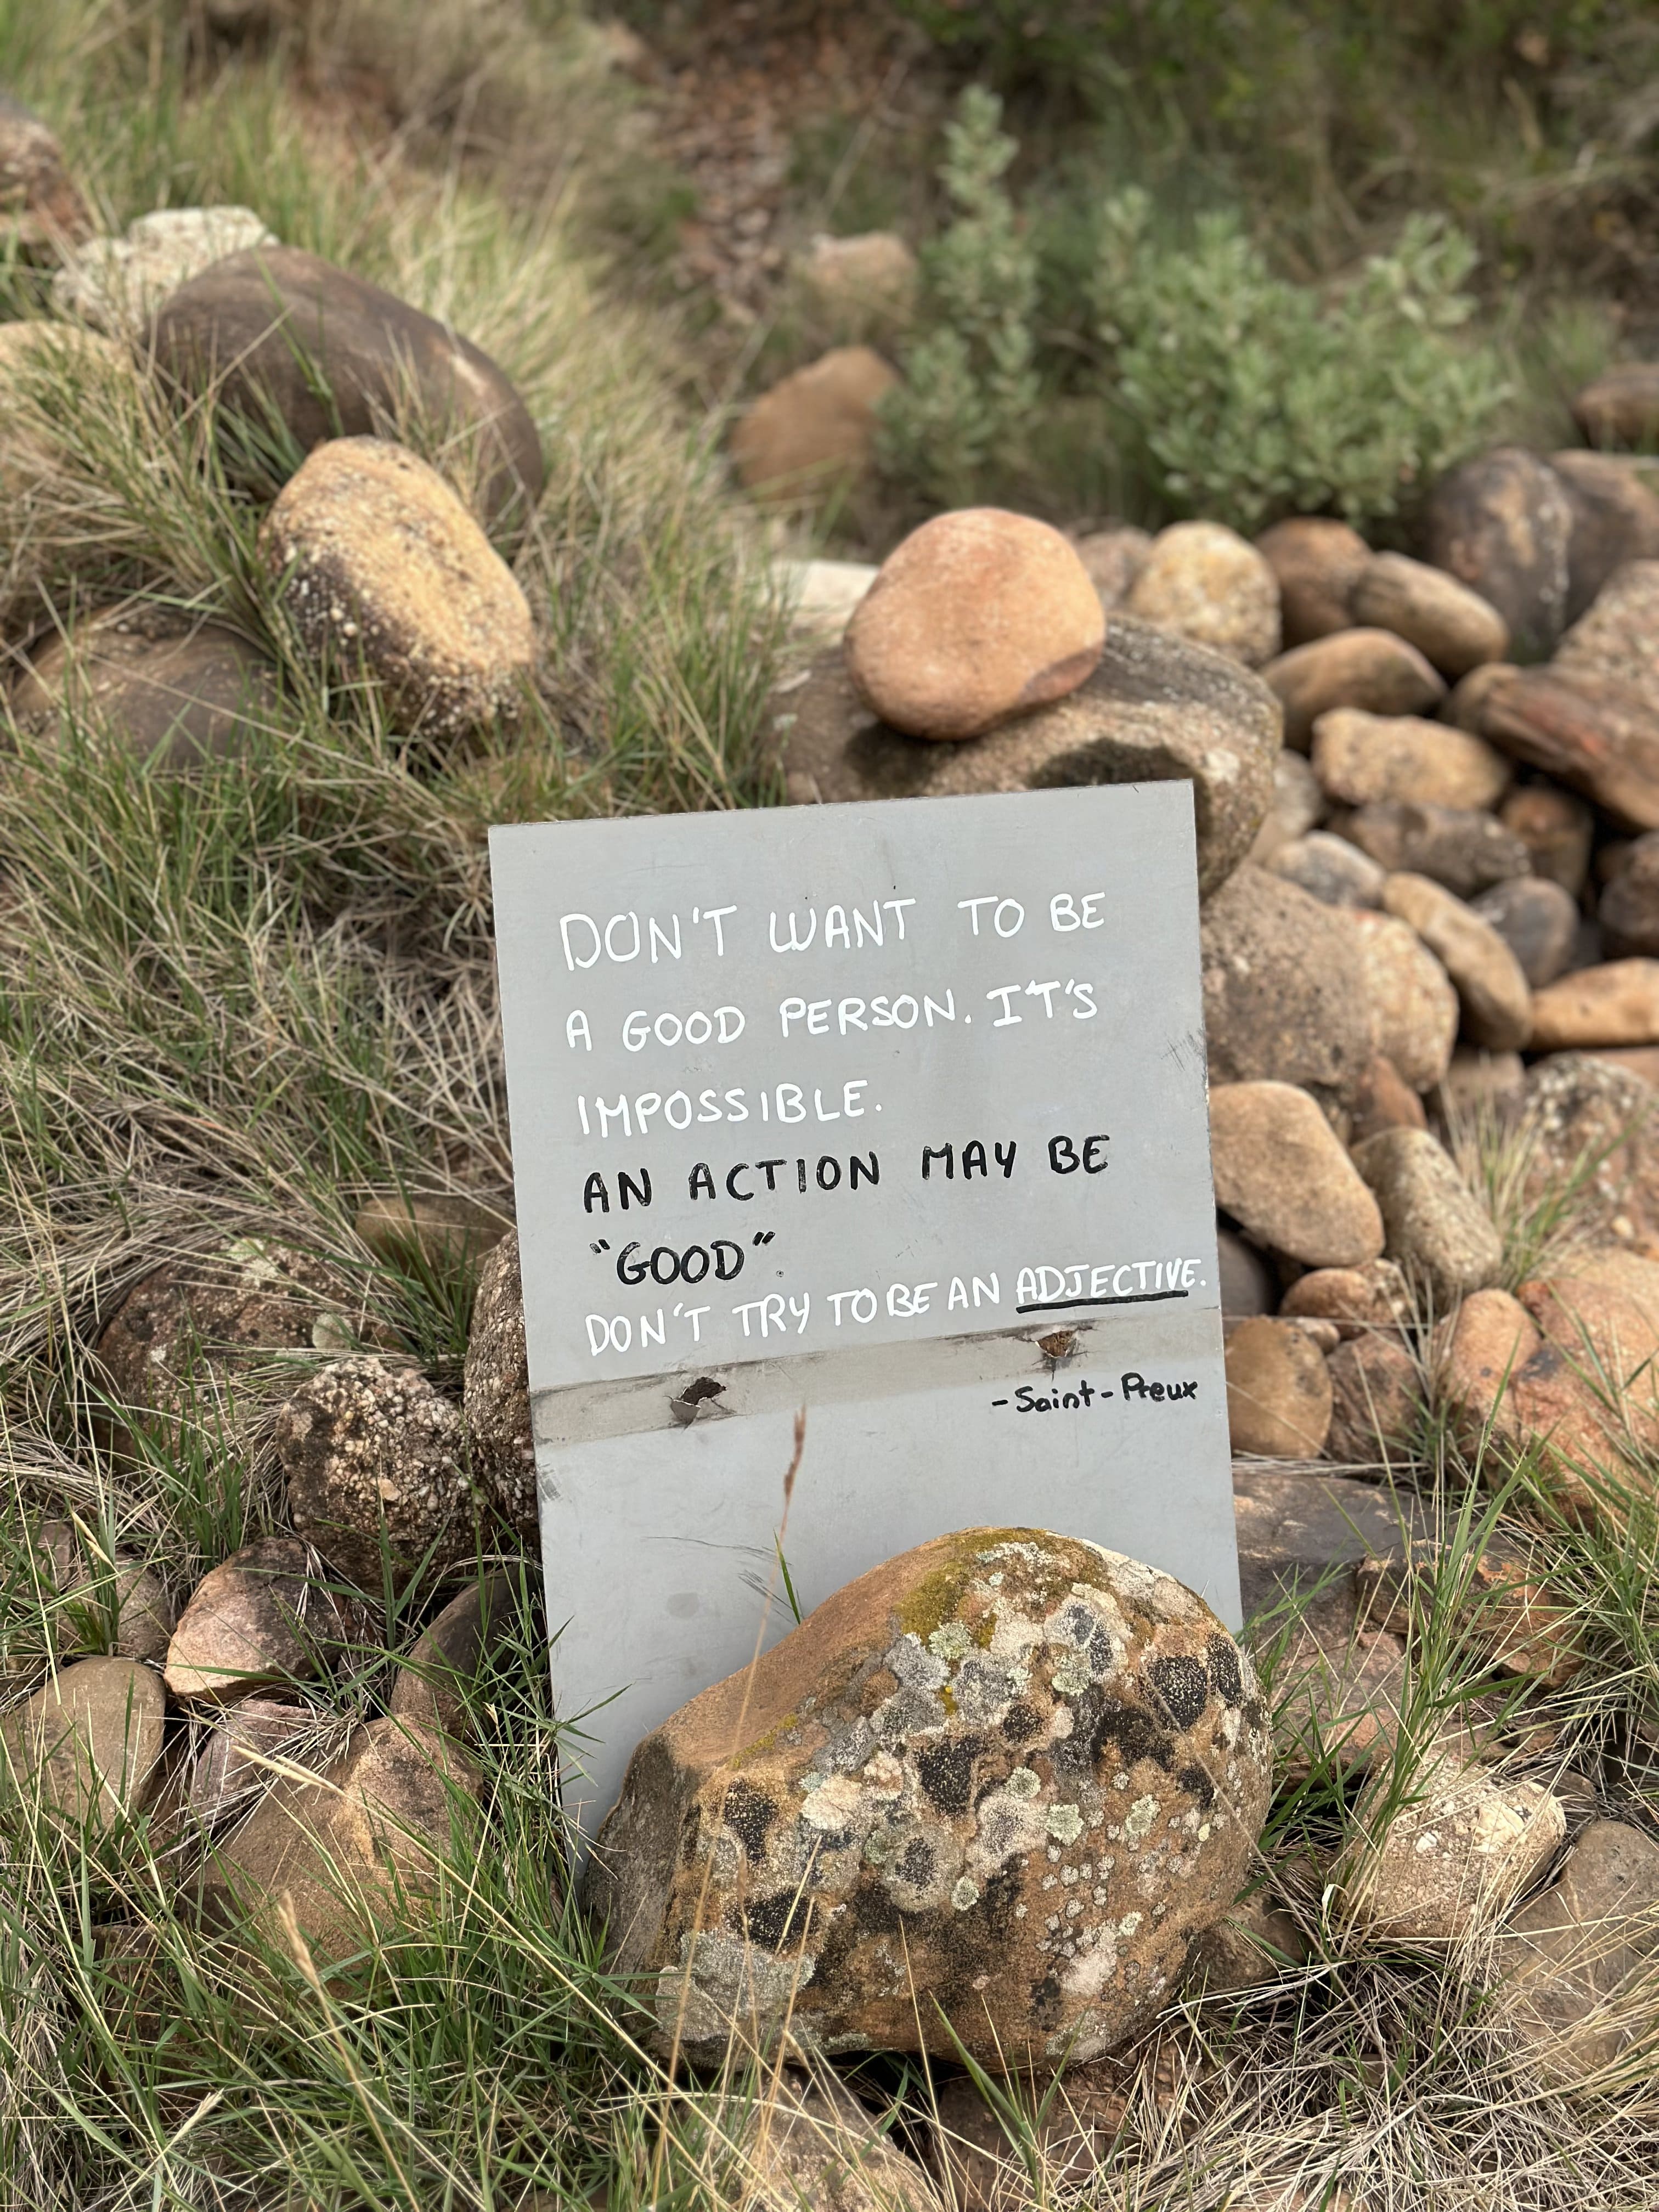 DON'T WANT TO BE
A GOOD PERSON. IT'S
IMPOSSIBLE.
AN ACTION MAY BE
"GOOD".
DON'T TRY TO BE AN ADJECTIVE.
-Saint-Preux